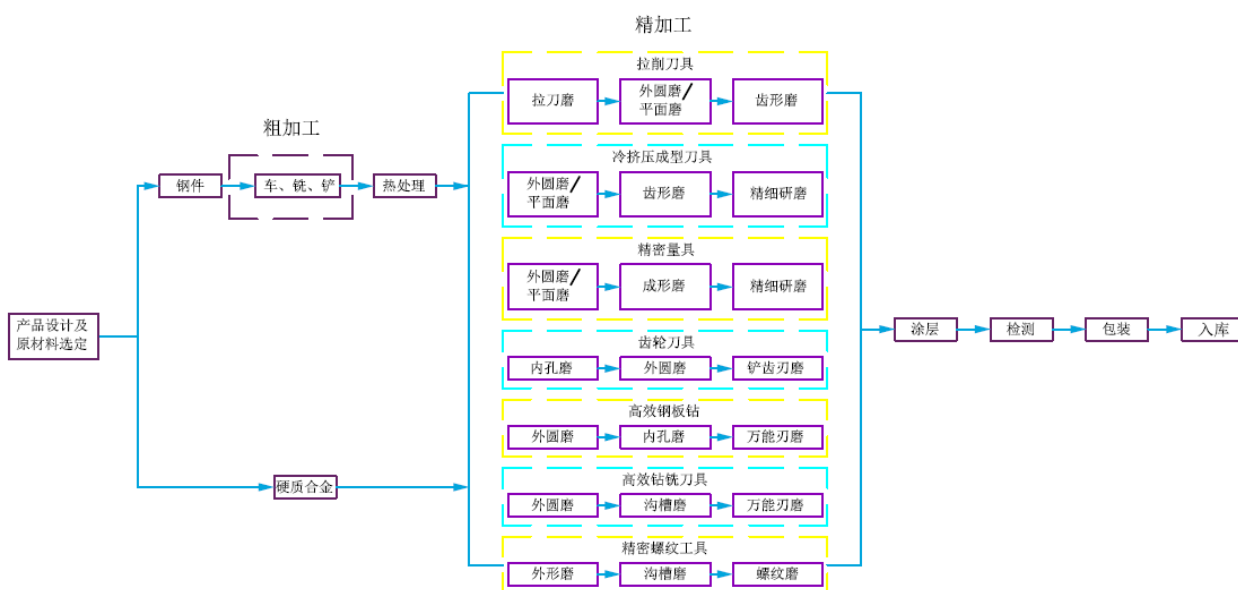 精加工
拉削刀具
拉刀磨
外圆磨/
平面磨
齿形磨
粗加工
钢件
车、铣、铲
热处理
冷挤压成型刀具
外圆磨/
平面磨
齿形磨
精细研磨
精密量具
外圆磨/
平面磨
成形磨
精细研磨
产品设计及
原材料选定
齿轮刀具
内孔磨
外圆磨
铲齿刃磨
高效钢板钻
外圆磨
内孔磨
万能刃磨
硬质合金
高效钻铣刀具
外圆磨
沟槽磨
万能刃磨
精密螺纹工具
外形磨
沟槽磨
螺纹磨
涂层
检测
包装
入库